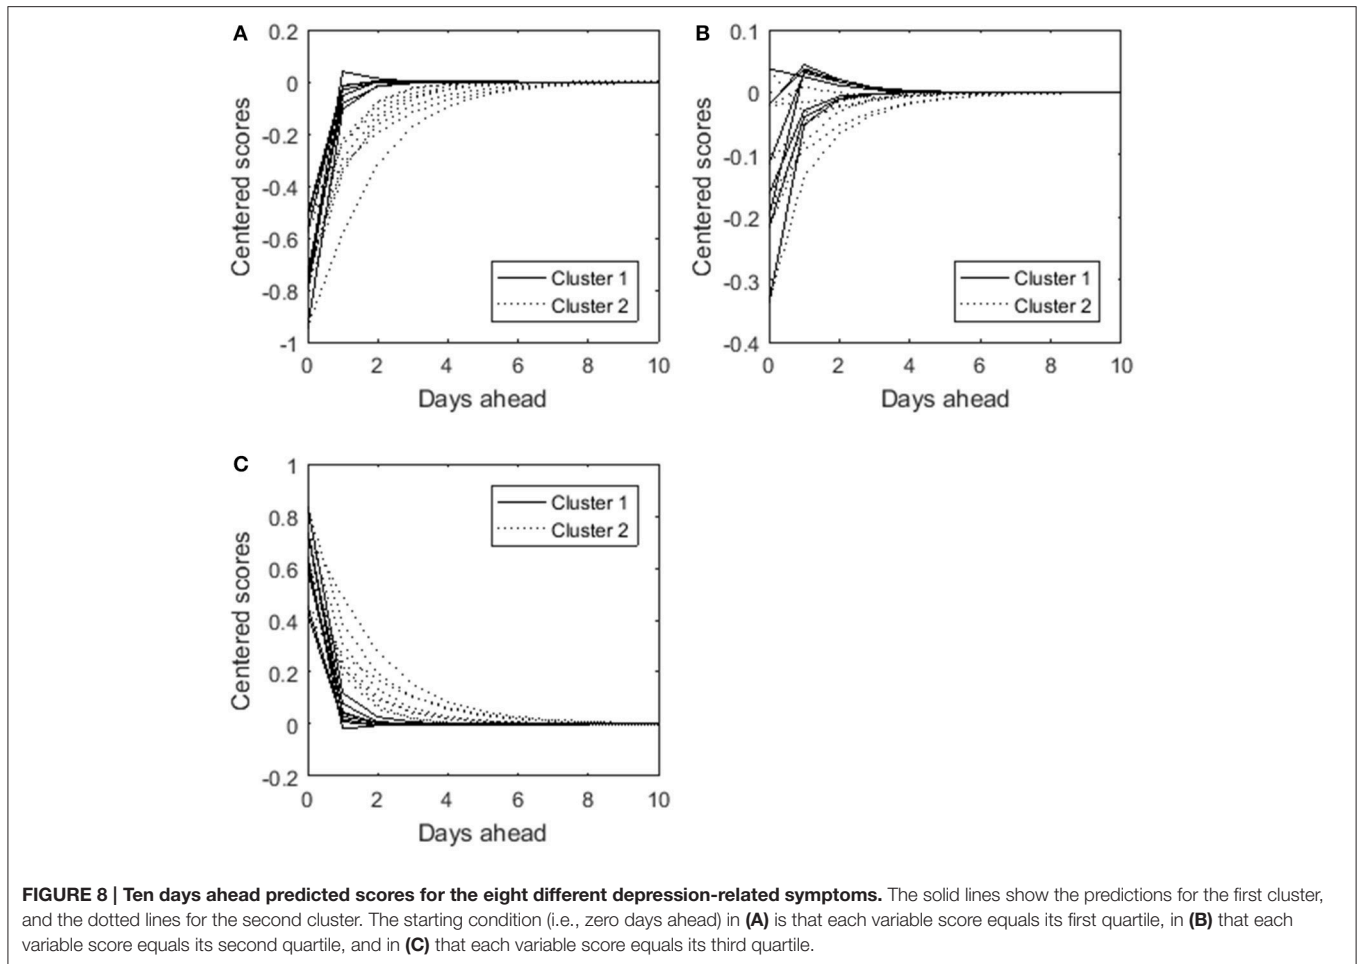 A
0.2
0
-0.2
-0.4
-0.6
-0.8
-1
Centered scores
Cluster 1
Cluster 2
0 2 4 6 8 10
Days ahead
B
0.1
0
-0.1
-0.2
-0.3
-0.4
Centered scores
Cluster 1
Cluster 2
0 2 4 6 8 10
Days ahead
C
1
0.8
0.6
0.4
0.2
0
-0.2
Centered scores
Cluster 1
Cluster 2
0 2 4 6 8 10
Days ahead
FIGURE 8 | Ten days ahead predicted scores for the eight different depression-related symptoms. The solid lines show the predictions for the first cluster,
and the dotted lines for the second cluster. The starting condition (i.e., zero days ahead) in (A) is that each variable score equals its first quartile, in (B) that each
variable score equals its second quartile, and in (C) that each variable score equals its third quartile.